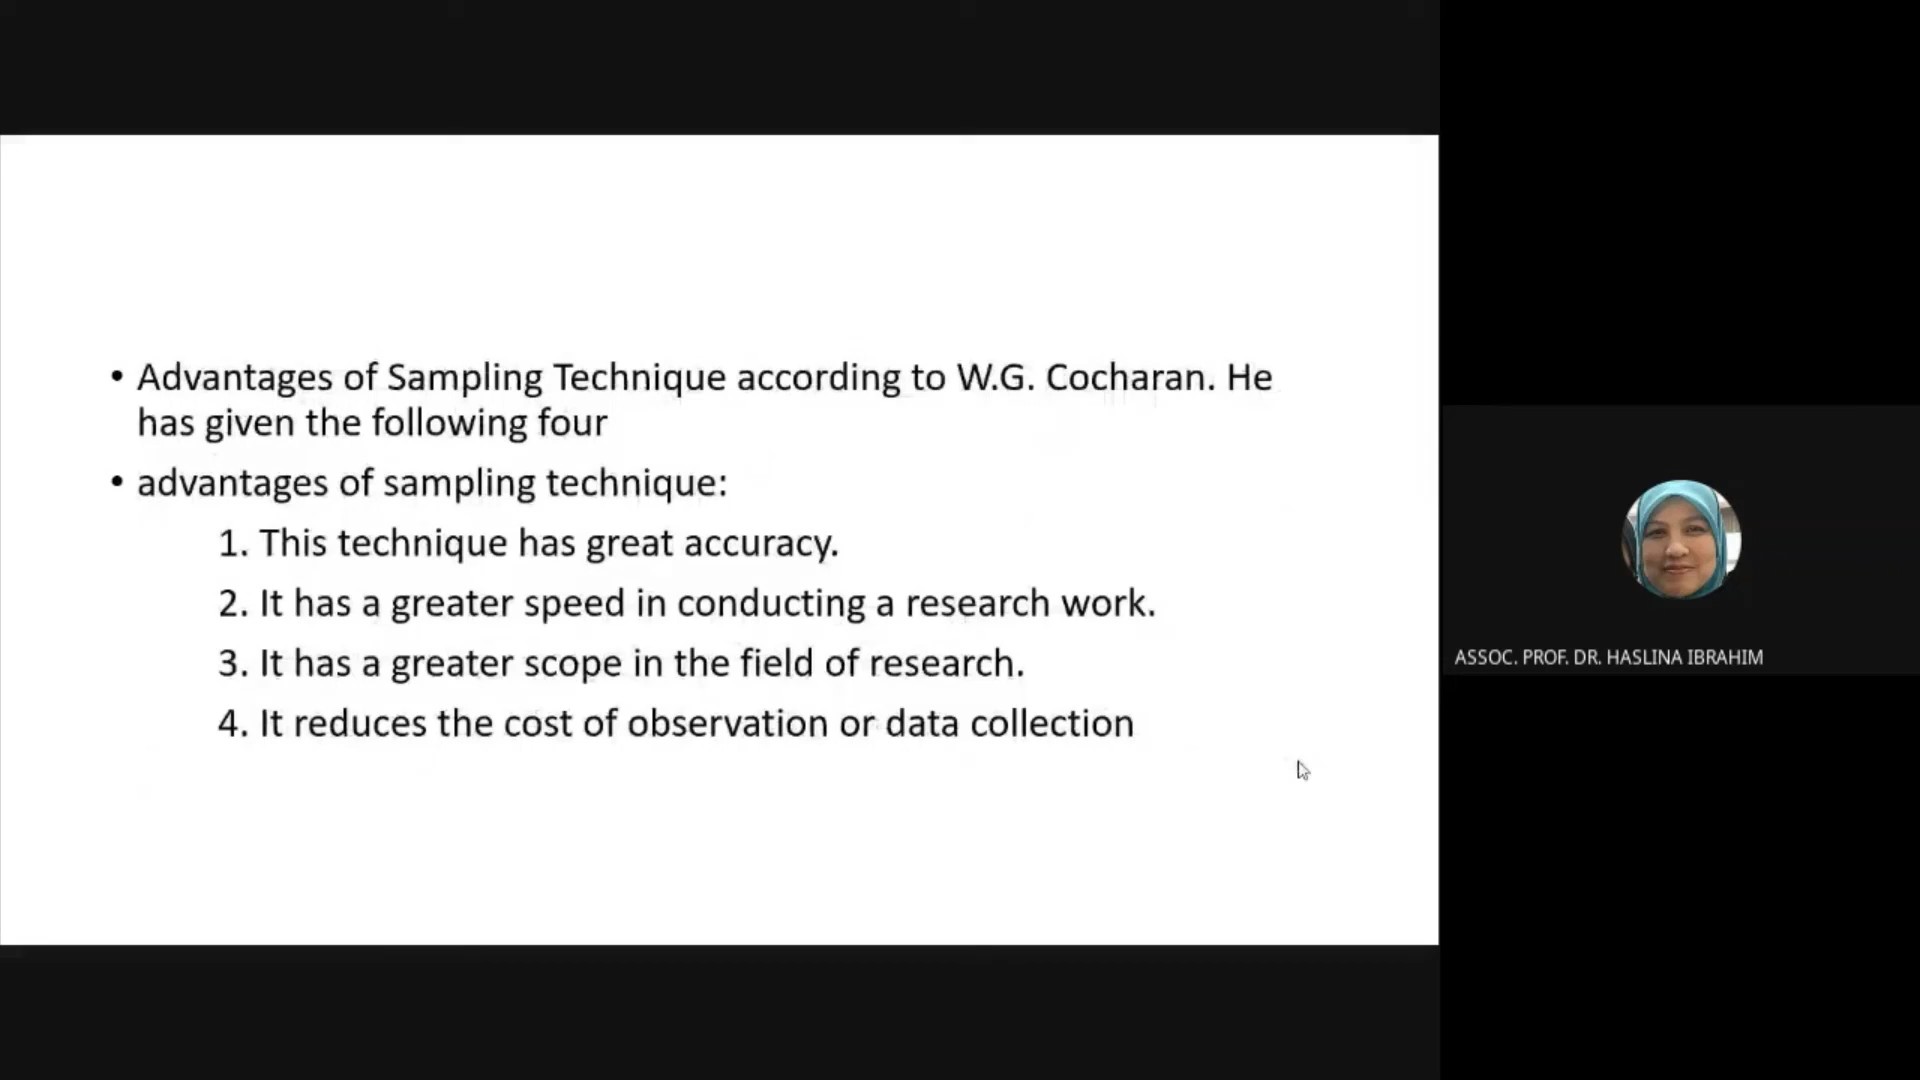 • Advantages of Sampling Technique according to W.G. Cocharan. He
has given the following four
• advantages of sampling technique:
1. This technique has great accuracy.
2. It has a greater speed in conducting a research work.
3. It has a greater scope in the field of research.
4. It reduces the cost of observation or data collection
ASSOC. PROF. DR. HASLINA IBRAHIM